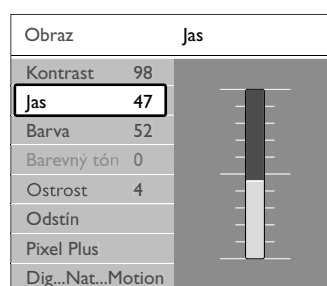 Obraz Jas
Kontrast 98
Jas 47
Barva 52
Barevný tón 0
Ostrost 4
Odstín
Pixel Plus
Dig...Nat...Motion